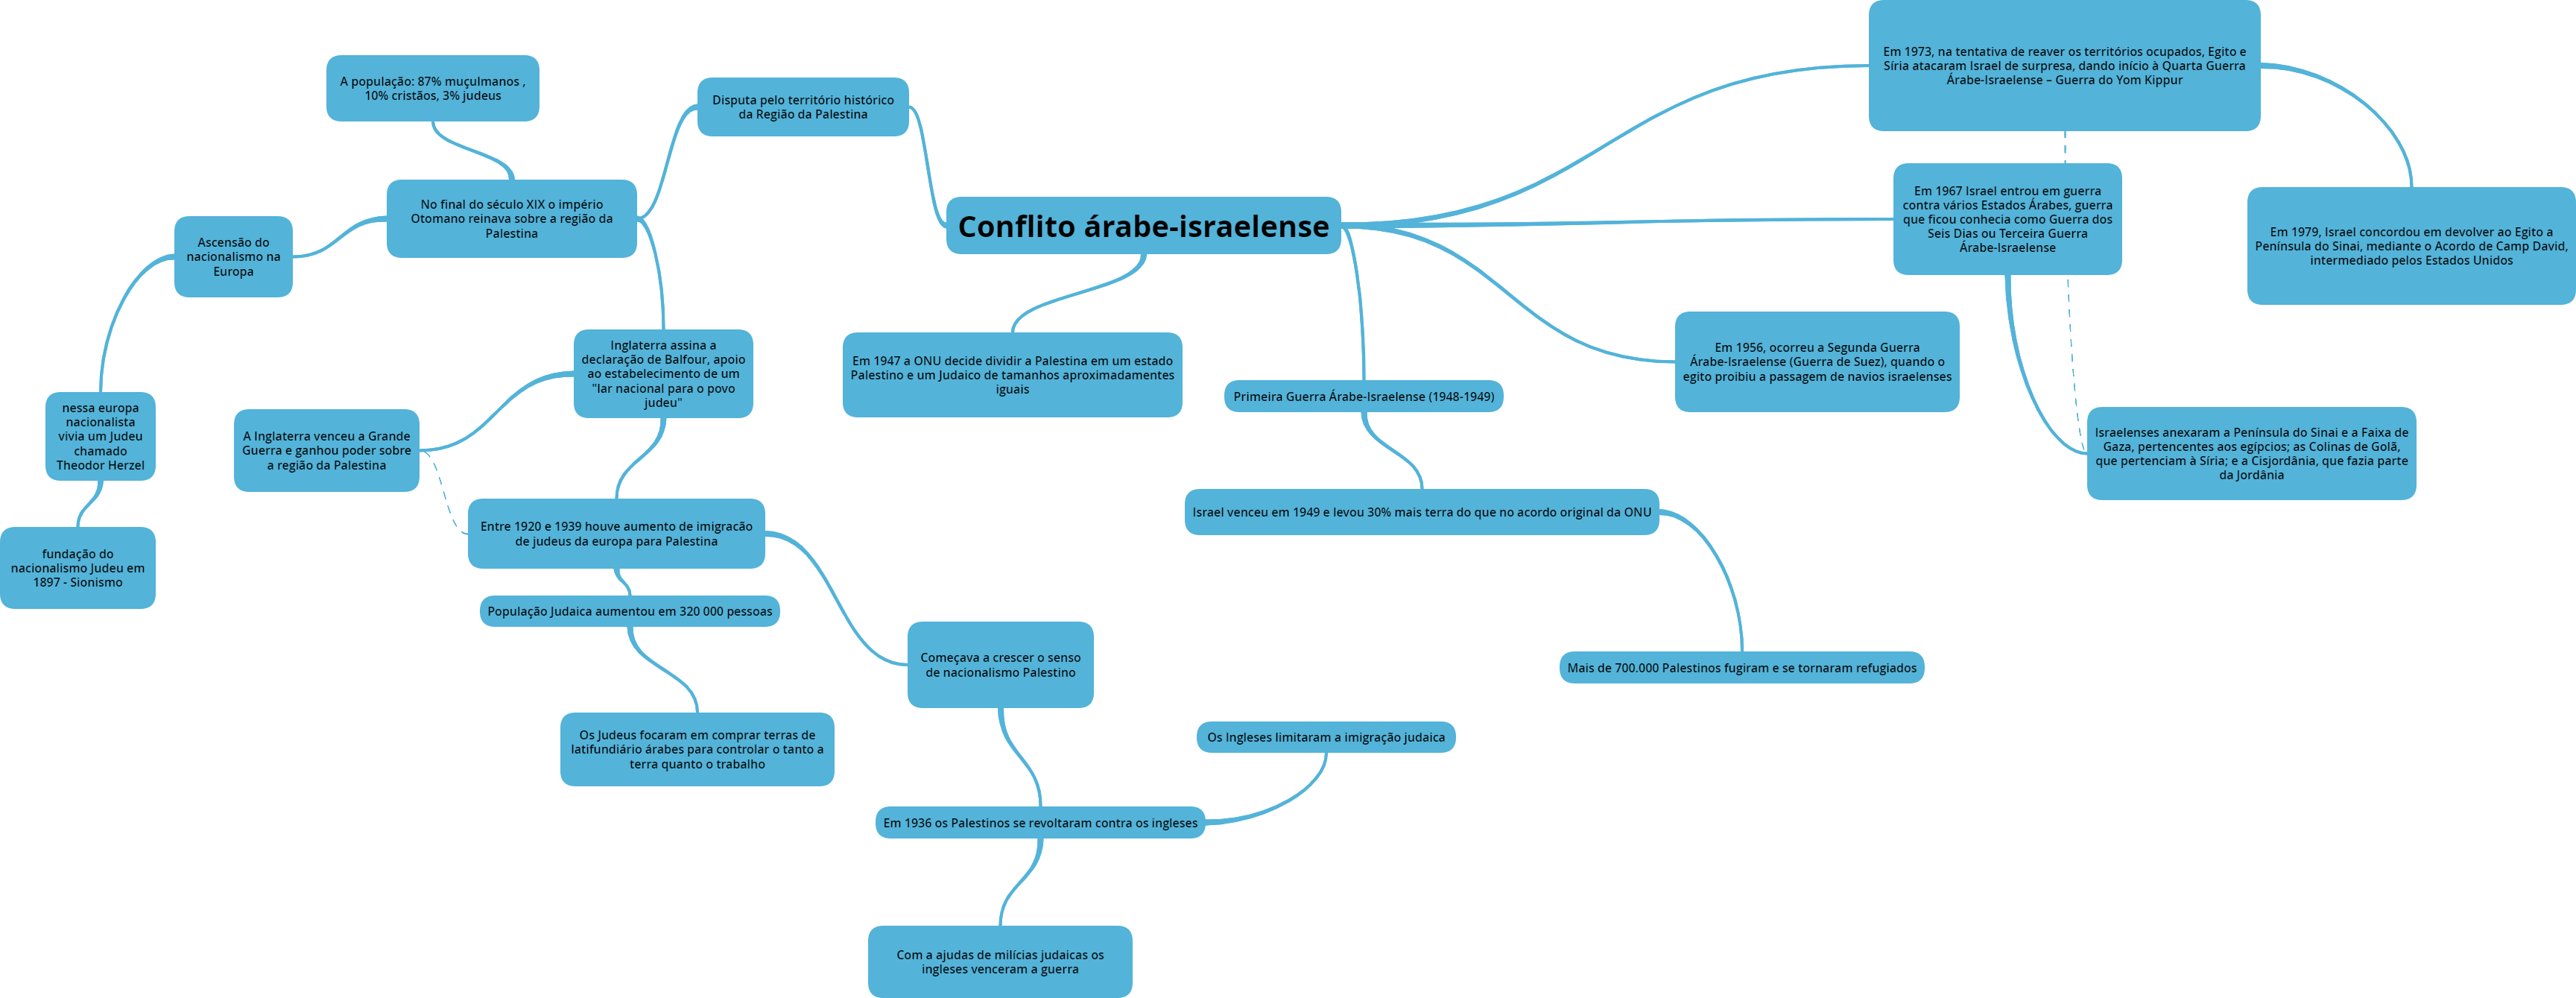 Em 1973, na tentativa de reaver os territórios ocupados, Egito e
Síria atacaram Israel de surpresa, dando início à Quarta Guerra
Árabe-Israelense – Guerra do Yom Kippur
A população: 87% muçulmanos ,
10% cristãos, 3% judeus
Disputa pelo território histórico
da Região da Palestina
No final do século XIX o império
Otomano reinava sobre a região da
Palestina
Conflito árabe-israelense
Em 1967 Israel entrou em guerra
contra vários Estados Árabes, guerra
que ficou conhecia como Guerra dos
Seis Dias ou Terceira Guerra
Árabe-Israelense
Em 1979, Israel concordou em devolver ao Egito a
Península do Sinai, mediante o Acordo de Camp David,
intermediado pelos Estados Unidos
Ascensão do
nacionalismo na
Europa
Inglaterra assina a
declaração de Balfour, apoio
ao estabelecimento de um
"lar nacional para o povo
judeu"
Em 1947 a ONU decide dividir a Palestina em um estado
Palestino e um Judaico de tamanhos aproximadamentes
iguais
Em 1956, ocorreu a Segunda Guerra
Árabe-Israelense (Guerra de Suez), quando o
egito proibiu a passagem de navios israelenses
Primeira Guerra Árabe-Israelense (1948-1949)
nessa europa
nacionalista
vivia um Judeu
chamado
Theodor Herzel
A Inglaterra venceu a Grande
Guerra e ganhou poder sobre
a região da Palestina
Israelenses anexaram a Península do Sinai e a Faixa de
Gaza, pertencentes aos egípcios; as Colinas de Golã,
que pertenciam à Síria; e a Cisjordânia, que fazia parte
da Jordânia
Israel venceu em 1949 e levou 30% mais terra do que no acordo original da ONU
Entre 1920 e 1939 houve aumento de imigracão
de judeus da europa para Palestina
fundação do
nacionalismo Judeu em
1897 - Sionismo
População Judaica aumentou em 320 000 pessoas
Começava a crescer o senso
de nacionalismo Palestino
Mais de 700.000 Palestinos fugiram e se tornaram refugiados
Os Judeus focaram em comprar terras de
latifundiário árabes para controlar o tanto a
terra quanto o trabalho
Os Ingleses limitaram a imigração judaica
Em 1936 os Palestinos se revoltaram contra os ingleses
Com a ajudas de milícias judaicas os
ingleses venceram a guerra